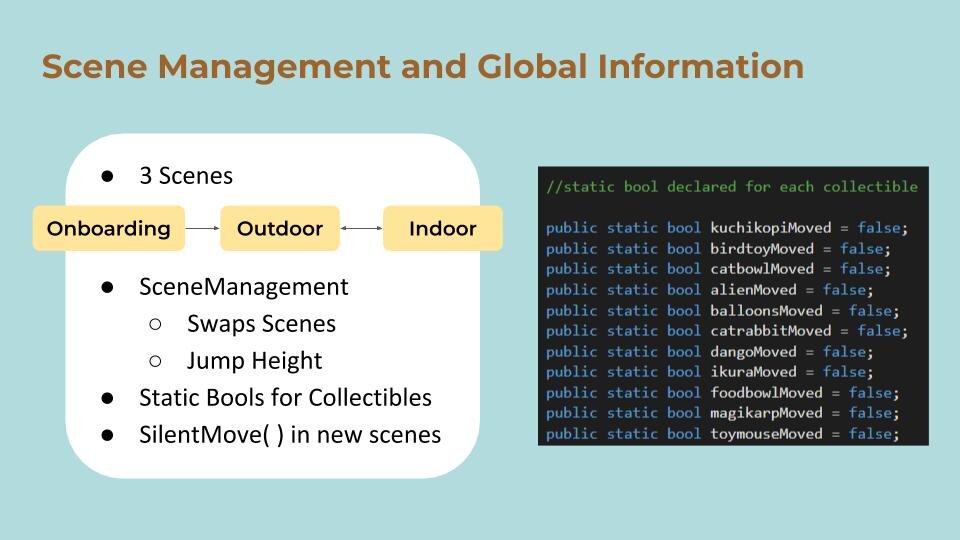 Scene Management and Global Information
● 3 Scenes
Onboarding Outdoor Indoor
● SceneManagement
○ Swaps Scenes
○ Jump Height
● Static Bools for Collectibles
● SilentMove( ) in new scenes
//static bool declared for each collectible
public static bool kuchikopiMoved = false;
public static bool birdtoyMoved = false;
public static bool catbowlMoved = false;
public static bool alienMoved = false;
public static bool balloonsMoved = false;
public static bool catrabbitMoved = false;
public static bool dangoMoved = false;
public static bool ikuraMoved = false;
public static bool foodbowlMoved = false;
public static bool magikarpMoved = false;
public static bool toymouseMoved = false;